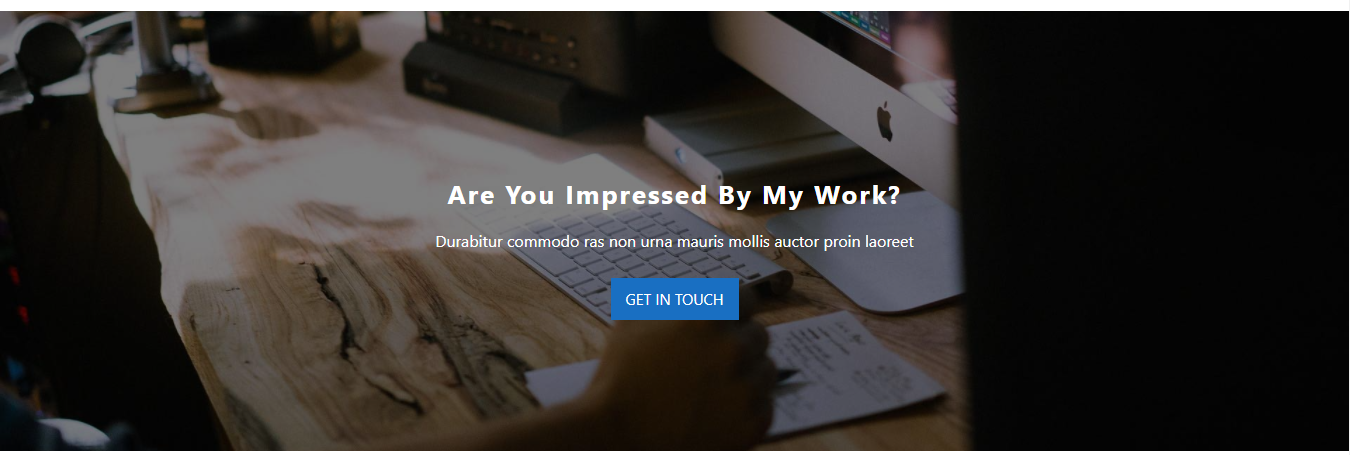 Are You Impressed By My Work?
Durabitur commodo ras non urna mauris mollis auctor proin laoreet
GET IN TOUCH